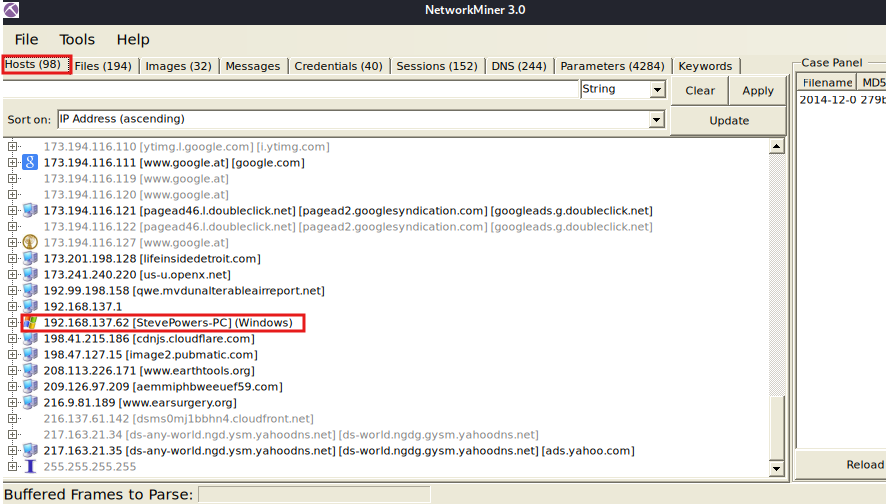 NetworkMiner 3.0
File Tools Help
Hosts (98) Files (194) Images (32) Messages Credentials (40) Sessions (152) DNS (244) Parameters (4284) Keywords
Case Panel
String Clear Apply
Filename MD5
2014-12-0 279b
Sort on: IP Address (ascending) Update
173.194.116.110 [ytimg.l.google.com] [i.ytimg.com]
173.194.116.111 [www.google.at] [google.com]
173.194.116.119 [www.google.at]
173.194.116.120 [www.google.at]
173.194.116.121 [pagead46.l.doubleclick.net] [pagead2.googlesyndication.com] [googleads.g.doubleclick.net]
173.194.116.122 [pagead46.l.doubleclick.net] [pagead2.googlesyndication.com] [googleads.g.doubleclick.net]
173.194.116.127 [www.google.at]
173.201.198.128 [lifeinsidedetroit.com]
173.241.240.220 [us-u.openx.net]
192.99.198.158 [qwe.mvdunalterableairreport.net]
192.168.137.1
192.168.137.62 [StevePowers-PC] (Windows)
198.41.215.186 [cdnjs.cloudflare.com]
198.47.127.15 [image2.pubmatic.com]
208.113.226.171 [www.earthtools.org]
209.126.97.209 [aemmiphbweeuef59.com]
216.9.81.189 [www.earsurgery.org]
216.137.61.142 [dsms0mj1bbhn4.cloudfront.net]
217.163.21.34 [ds-any-world.ngd.ysm.yahoodns.net] [ds-world.ngdg.gysm.yahoodns.net]
217.163.21.35 [ds-any-world.ngd.ysm.yahoodns.net] [ds-world.ngdg.gysm.yahoodns.net] [ads.yahoo.com]
255.255.255.255
Reload
Buffered Frames to Parse: